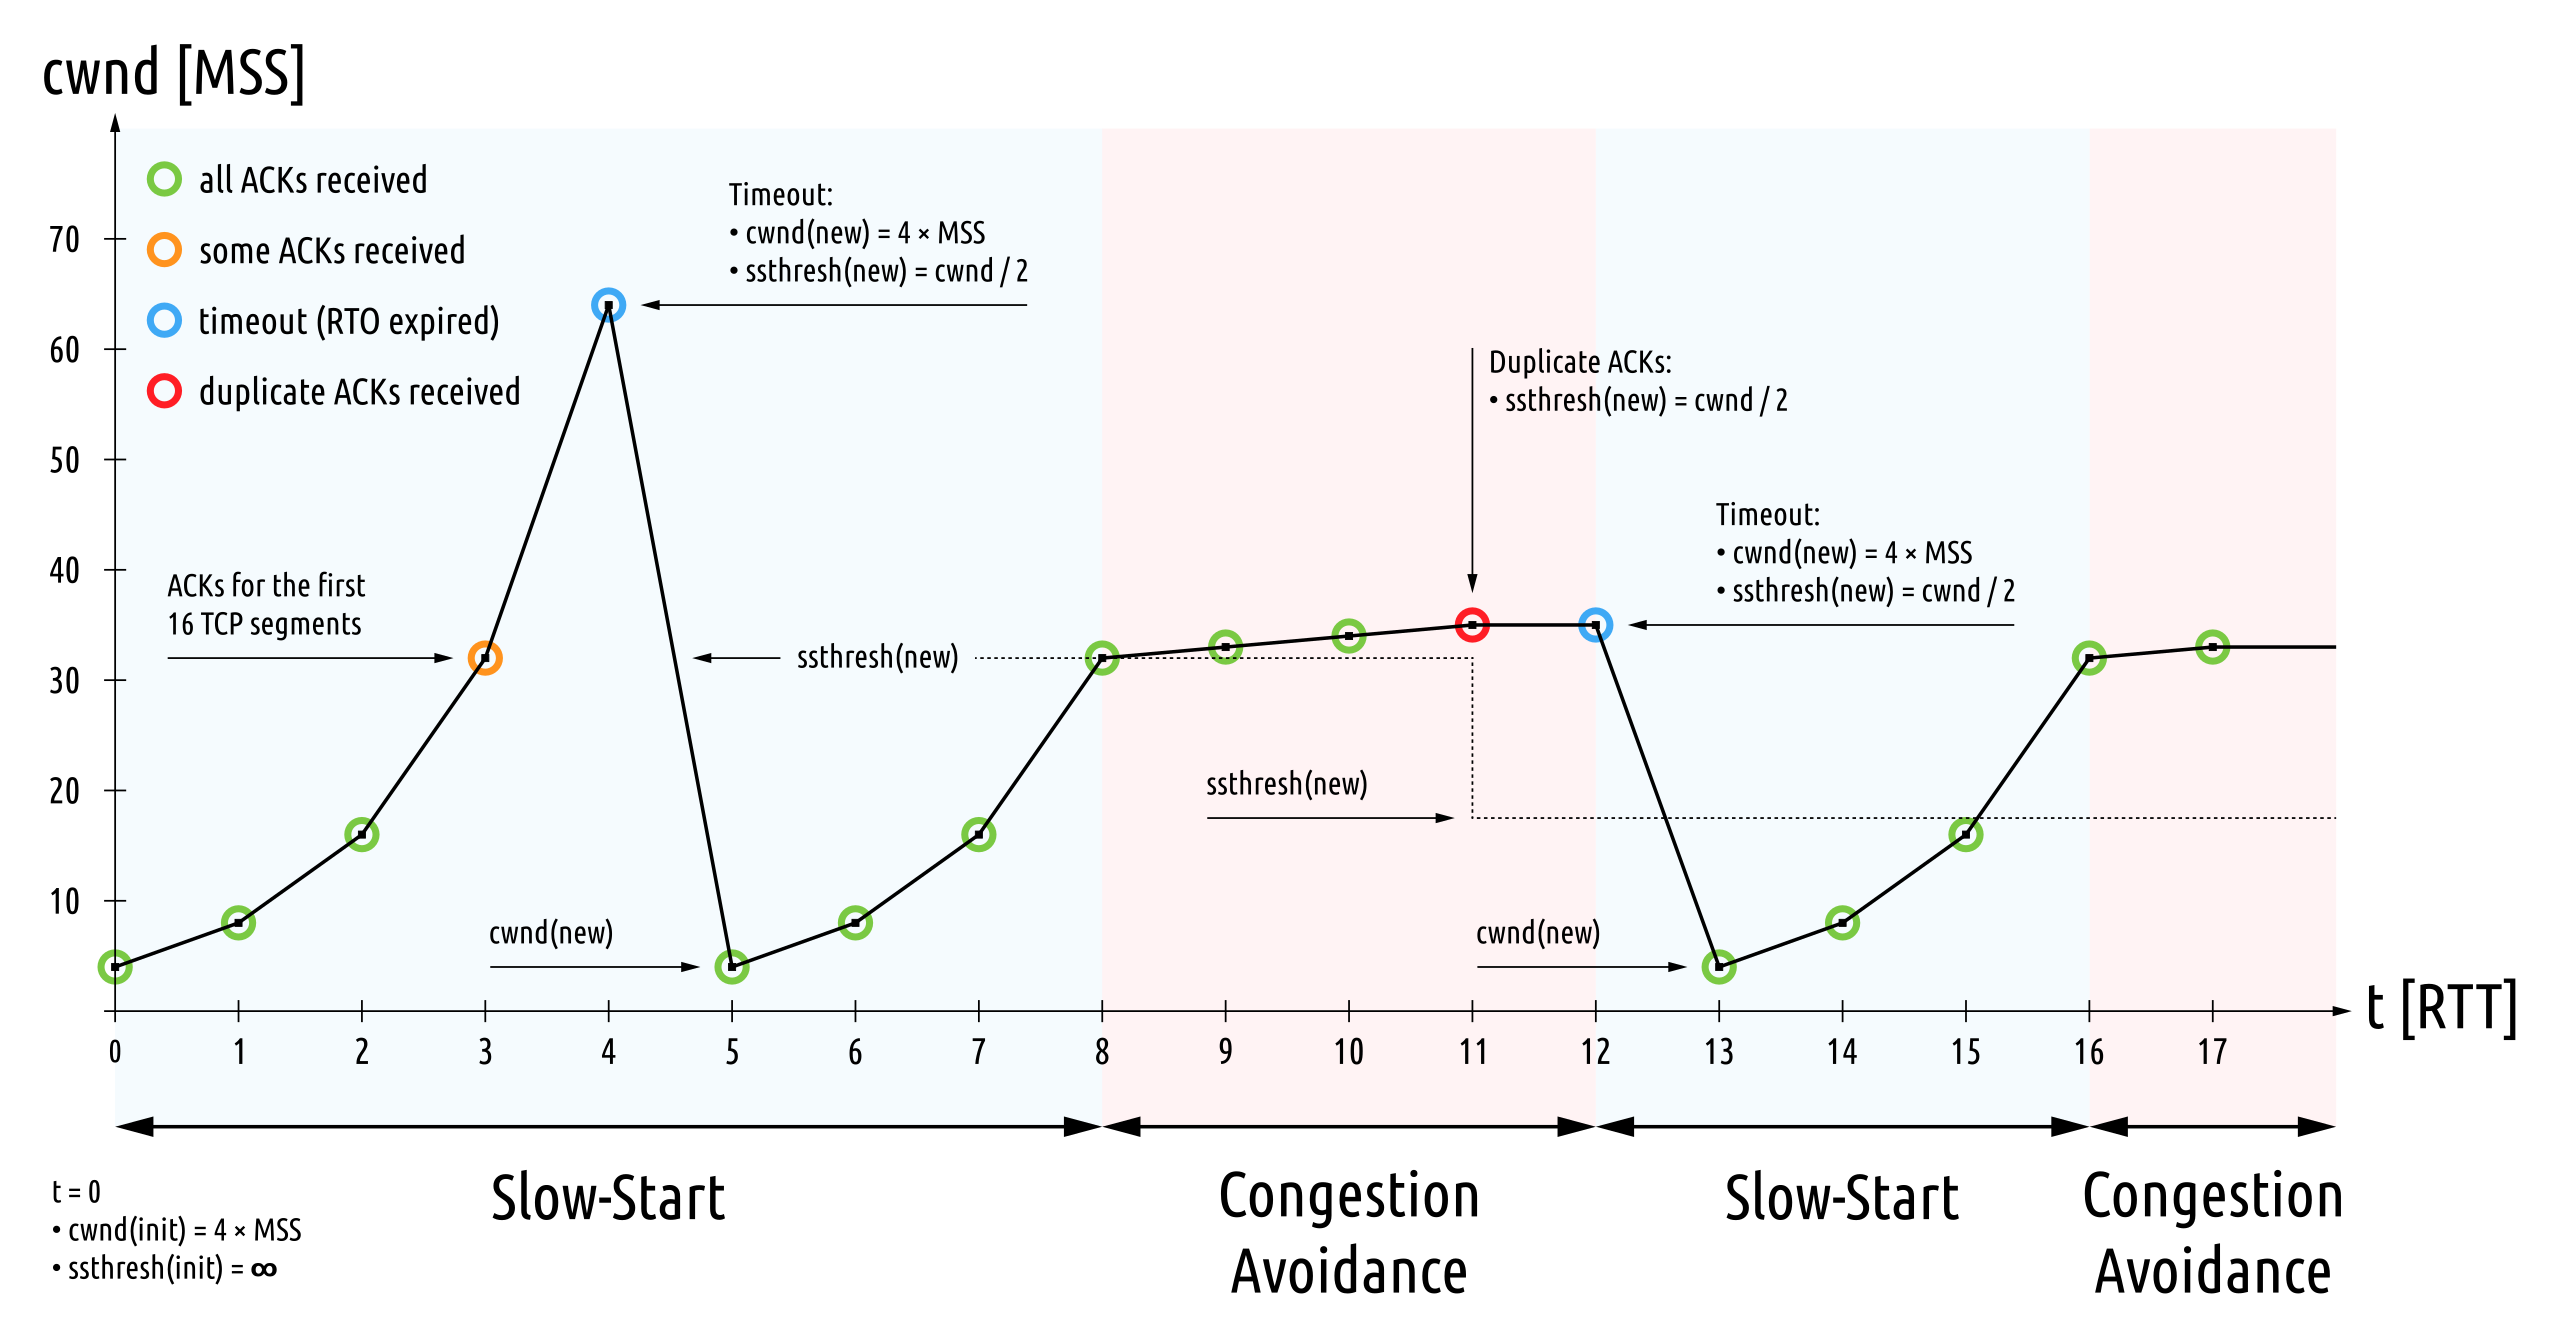 cwnd [MSS]
all ACKs received
some ACKs received
timeout (RTO expired)
duplicate ACKs received
Timeout:
• cwnd(new) = 4 × MSS
• ssthresh(new) = cwnd / 2
Duplicate ACKs:
• ssthresh(new) = cwnd / 2
Timeout:
• cwnd(new) = 4 × MSS
• ssthresh(new) = cwnd / 2
ACKs for the first
16 TCP segments
ssthresh(new)
ssthresh(new)
cwnd(new)
cwnd(new)
70
60
50
40
30
20
10
t [RTT]
0 1 2 3 4 5 6 7 8 9 10 11 12 13 14 15 16 17
Slow-Start
Congestion
Avoidance
Slow-Start
Congestion
Avoidance
t = 0
• cwnd(init) = 4 × MSS
• ssthresh(init) = ∞